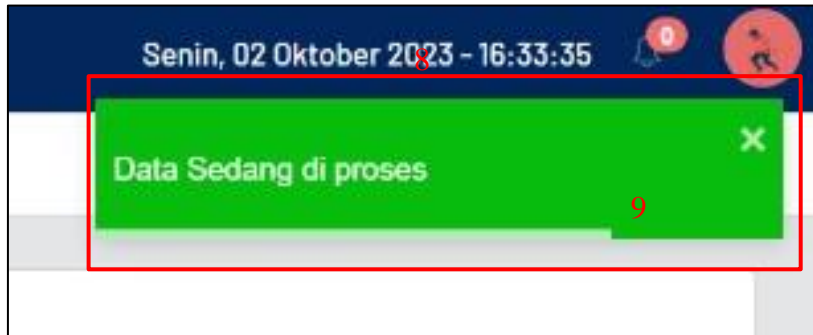 Senin, 02 Oktober 2023 - 16:33:35 0
8
×
Data Sedang di proses
9